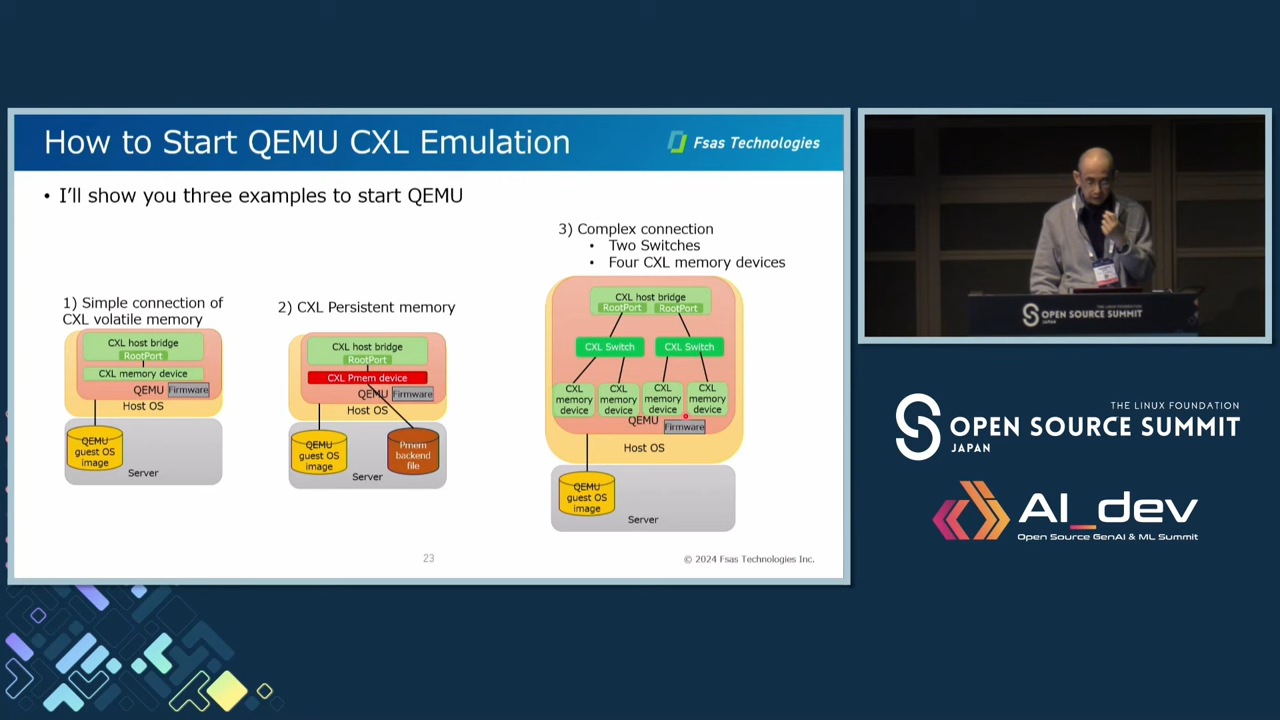 How to Start QEMU CXL Emulation
Fsas Technologies
• I'll show you three examples to start QEMU
1) Simple connection of
CXL volatile memory
CXL host bridge
RootPort
CXL memory device
QEMU
Firmware
Host OS
QEMU
guest OS
image
Server
2) CXL Persistent memory
CXL host bridge
RootPort
CXL Pmem device
QEMU
Firmware
Host OS
QEMU
guest OS
image
Pmem
backend
file
Server
3) Complex connection
• Two Switches
• Four CXL memory devices
CXL host bridge
RootPort
RootPort
CXL Switch
CXL Switch
CXL
memory
device
CXL
memory
device
CXL
memory
device
CXL
memory
device
QEMU
Firmware
Host OS
QEMU
guest OS
image
Server
23
© 2024 Fsas Technologies Inc.
THE LINUX FOUNDATION
OPEN SOURCE SUMMIT
JAPAN
THE LINUX FOUNDATION
OPEN SOURCE SUMMIT
JAPAN
AI_dev
Open Source GenAI & ML Summit